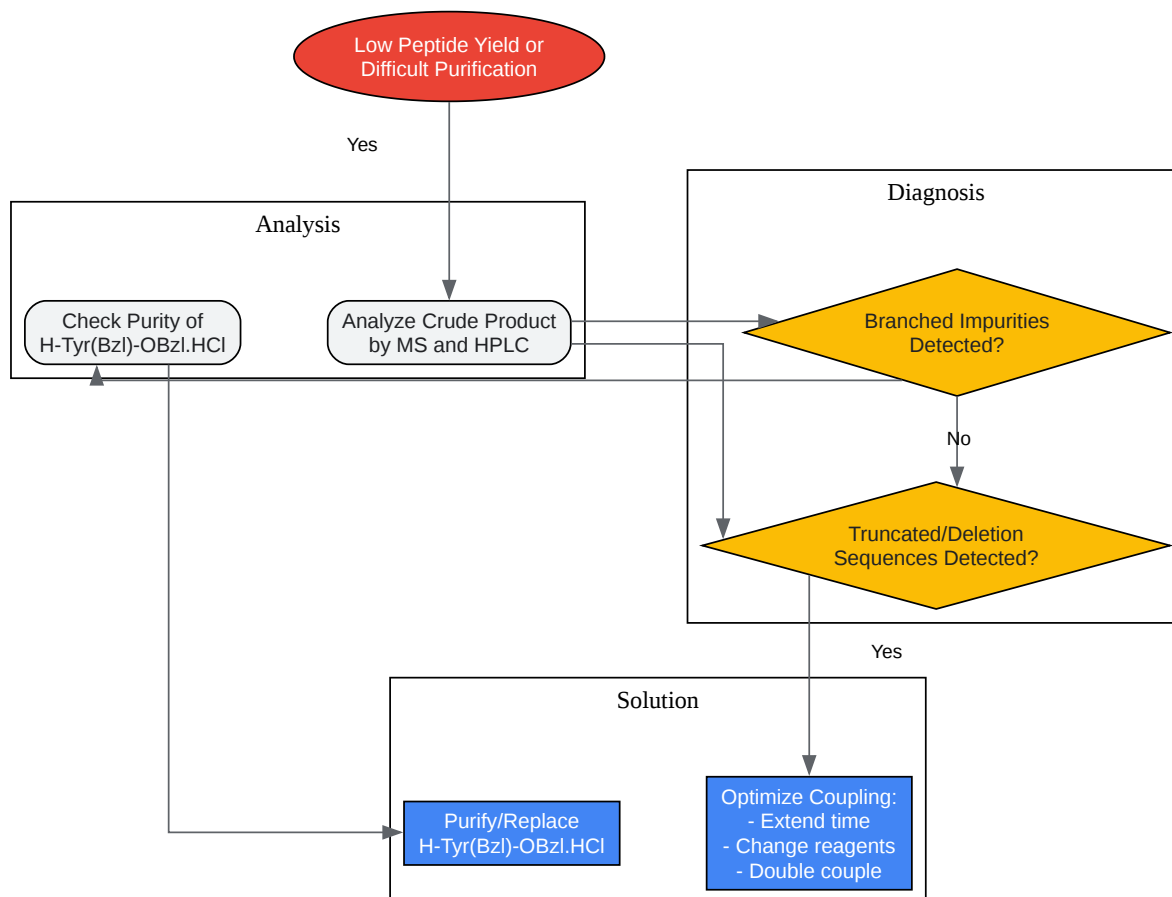 Low Peptide Yield or
Difficult Purification
Yes
Diagnosis
Analysis
Check Purity of
H-Tyr(Bzl)-OBzl.HCl
Analyze Crude Product
by MS and HPLC
Branched Impurities
Detected?
No
Truncated/Deletion
Sequences Detected?
Yes
Solution
Purify/Replace
H-Tyr(Bzl)-OBzl.HCl
Optimize Coupling:
- Extend time
- Change reagents
- Double couple